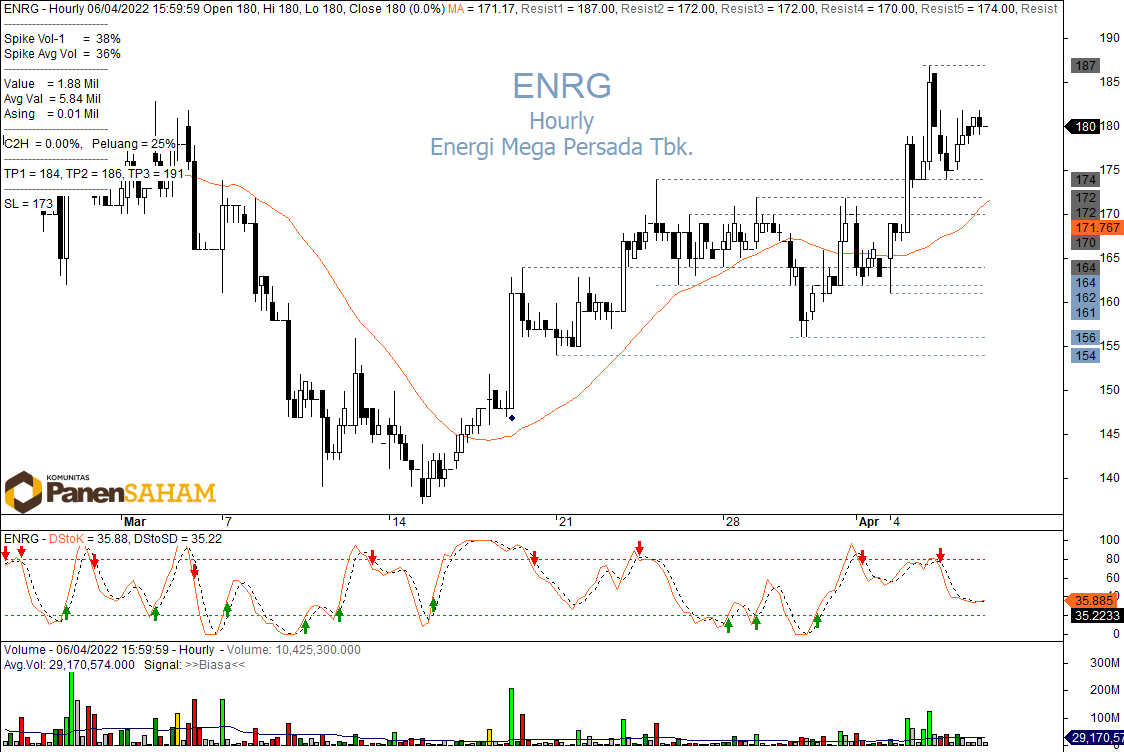 ENRG - Hourly 06/04/2022 15:59:59 Open 180, Hi 180, Lo 180, Close 180 (0.0%) MA = 171.17, Resist1 = 187.00, Resist2 = 172.00, Resist3 = 172.00, Resist4 = 170.00, Resist5 = 174.00, Resist
Spike Vol-1 = 38%
Spike Avg Vol = 36%
Value = 1.88 Mil
Avg Val = 5.84 Mil
Asing = 0.01 Mil
C2H = 0.00%, Peluang = 25%
TP1 = 184, TP2 = 186, TP3 = 191
SL = 173
ENRG
Hourly
Energi Mega Persada Tbk.
190
187
185
180 180
175
174
172
172 170
171.767
170
165
164
164
162
160
161
156
155
154
150
145
140
KOMUNITAS
PanenSAHAM
Mar 7 14 21 28 Apr 4
ENRG - DStoK = 35.88, DStoSD = 35.22
100
80
60
40
35.885
35.2233
0
Volume - 06/04/2022 15:59:59 - Hourly - Volume: 10,425,300.000
Avg.Vol: 29,170,574.000 Signal: >>Biasa<<
300M
200M
100M
29,170,57